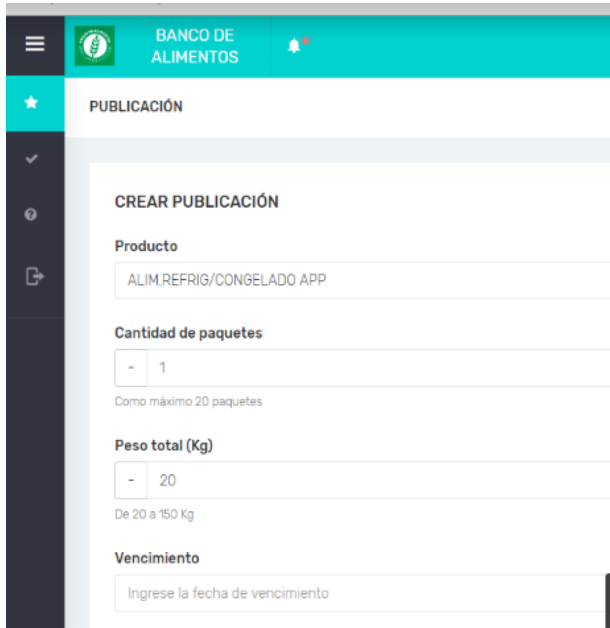 BANCO DE
ALIMENTOS
PUBLICACIÓN
CREAR PUBLICACIÓN
Producto
ALIM.REFRIG/CONGELADO APP
Cantidad de paquetes
- 1
Como máximo 20 paquetes
Peso total (Kg)
- 20
De 20 a 150 Kg
Vencimiento
Ingrese la fecha de vencimiento